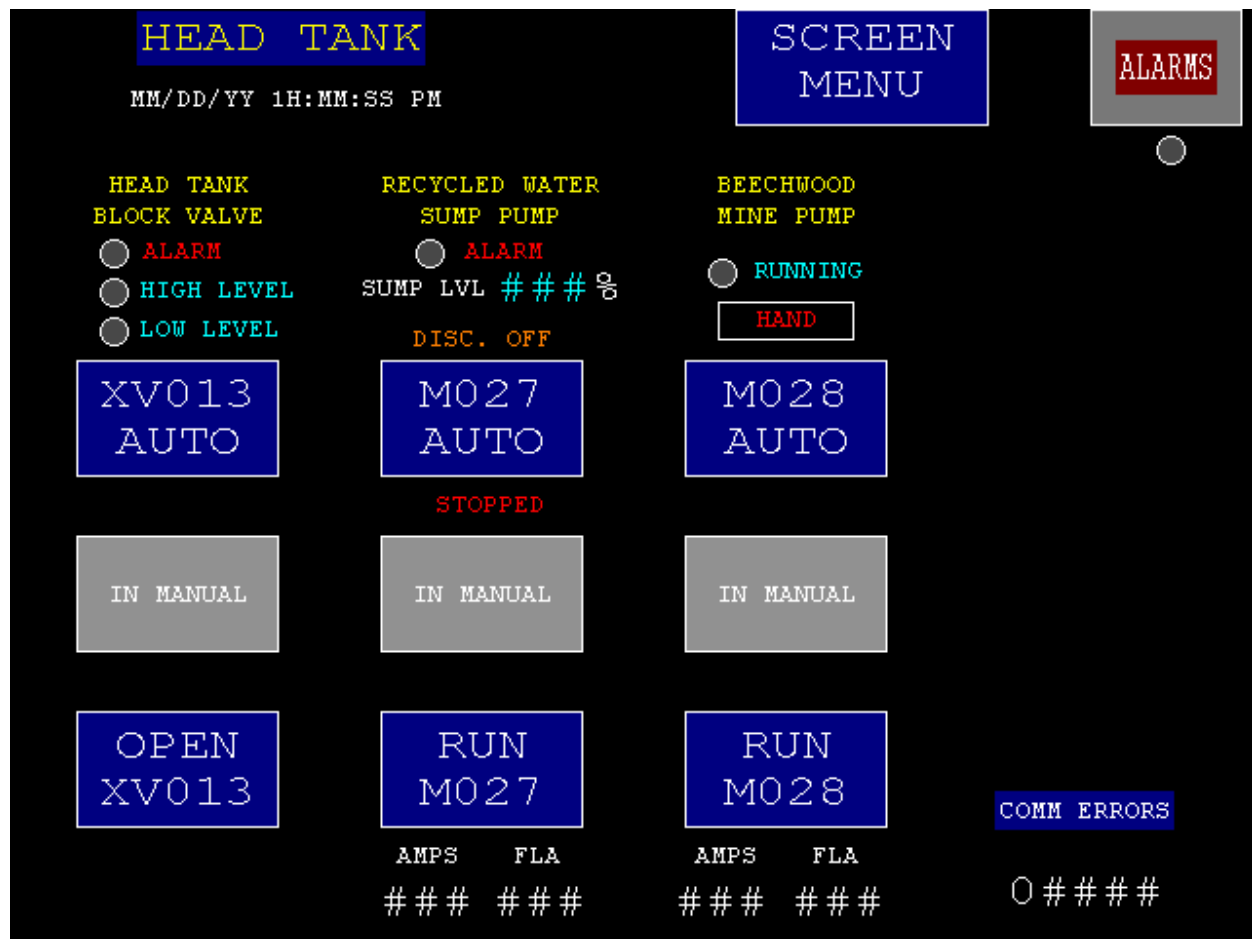 HEAD TANK
SCREEN
MENU
ALARMS
MM/DD/YY 1H:MM:SS PM
HEAD TANK
BLOCK VALVE
ALARM
HIGH LEVEL
LOW LEVEL
XV013
AUTO
IN MANUAL
OPEN
XV013
RECYCLED WATER
SUMP PUMP
ALARM
SUMP LVL ###%
DISC. OFF
M027
AUTO
STOPPED
IN MANUAL
RUN
M027
AMPS FLA
### ###
BEECHWOOD
MINE PUMP
RUNNING
HAND
M028
AUTO
IN MANUAL
RUN
M028
AMPS FLA
### ###
COMM ERRORS
0####